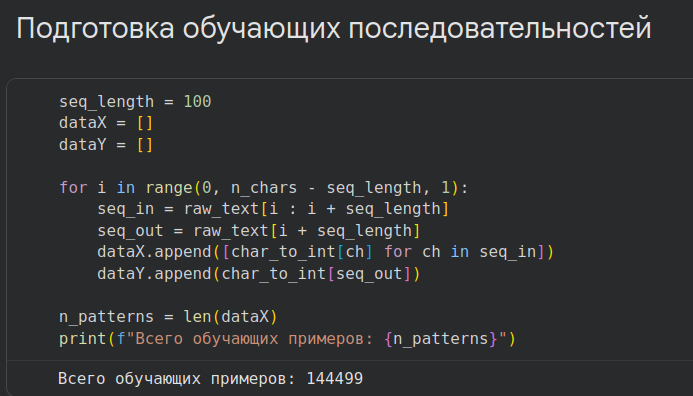 Подготовка обучающих последовательностей
seq_length = 100
dataX = []
dataY = []
for i in range(0, n_chars - seq_length, 1):
    seq_in = raw_text[i : i + seq_length]
    seq_out = raw_text[i + seq_length]
    dataX.append([char_to_int[ch] for ch in seq_in])
    dataY.append(char_to_int[seq_out])
n_patterns = len(dataX)
print(f"Всего обучающих примеров: {n_patterns}")
Всего обучающих примеров: 144499